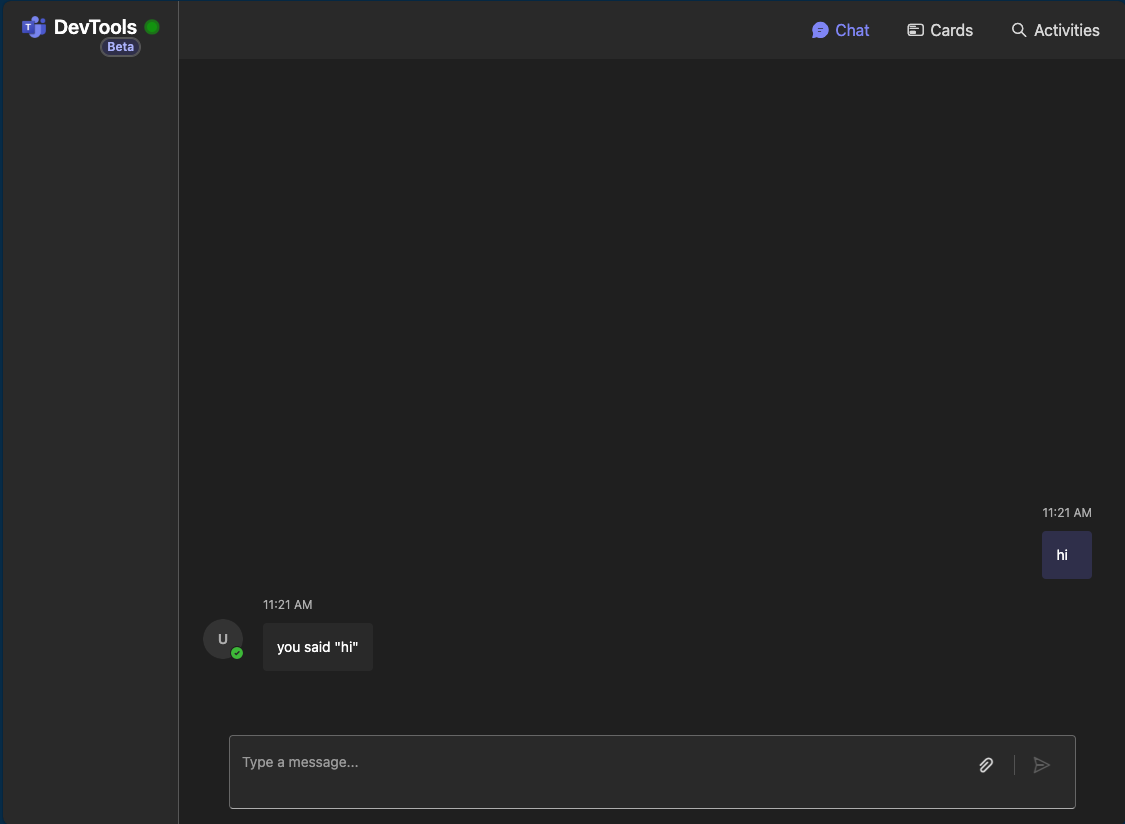 T
DevTools
Beta
Chat
Cards
Activities
11:21 AM
hi
11:21 AM
U
you said "hi"
Type a message...